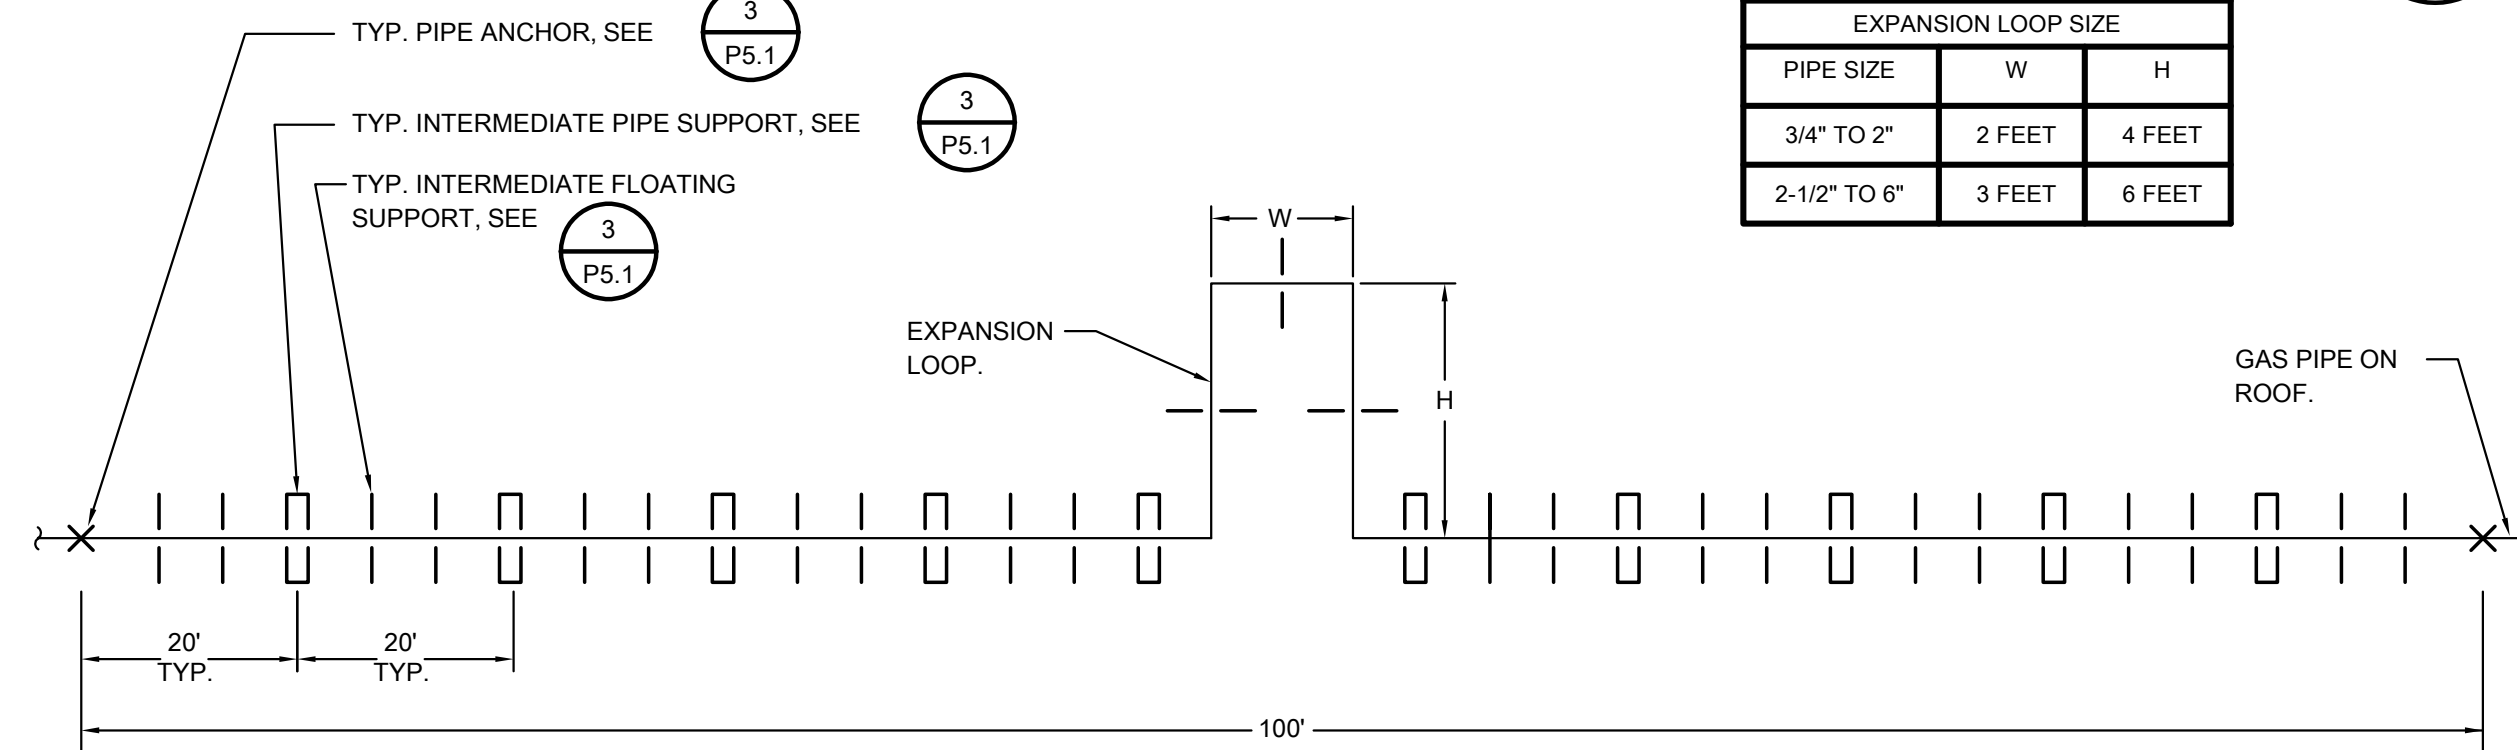 TYP. PIPE ANCHOR, SEE
3
P5.1
TYP. INTERMEDIATE PIPE SUPPORT, SEE
3
P5.1
TYP. INTERMEDIATE FLOATING
SUPPORT, SEE
3
P5.1
EXPANSION LOOP SIZE
PIPE SIZE W H
3/4" TO 2" 2 FEET 4 FEET
2-1/2" TO 6" 3 FEET 6 FEET
W
EXPANSION
LOOP.
H
GAS PIPE ON
ROOF.
20'
TYP.
20'
TYP.
100'